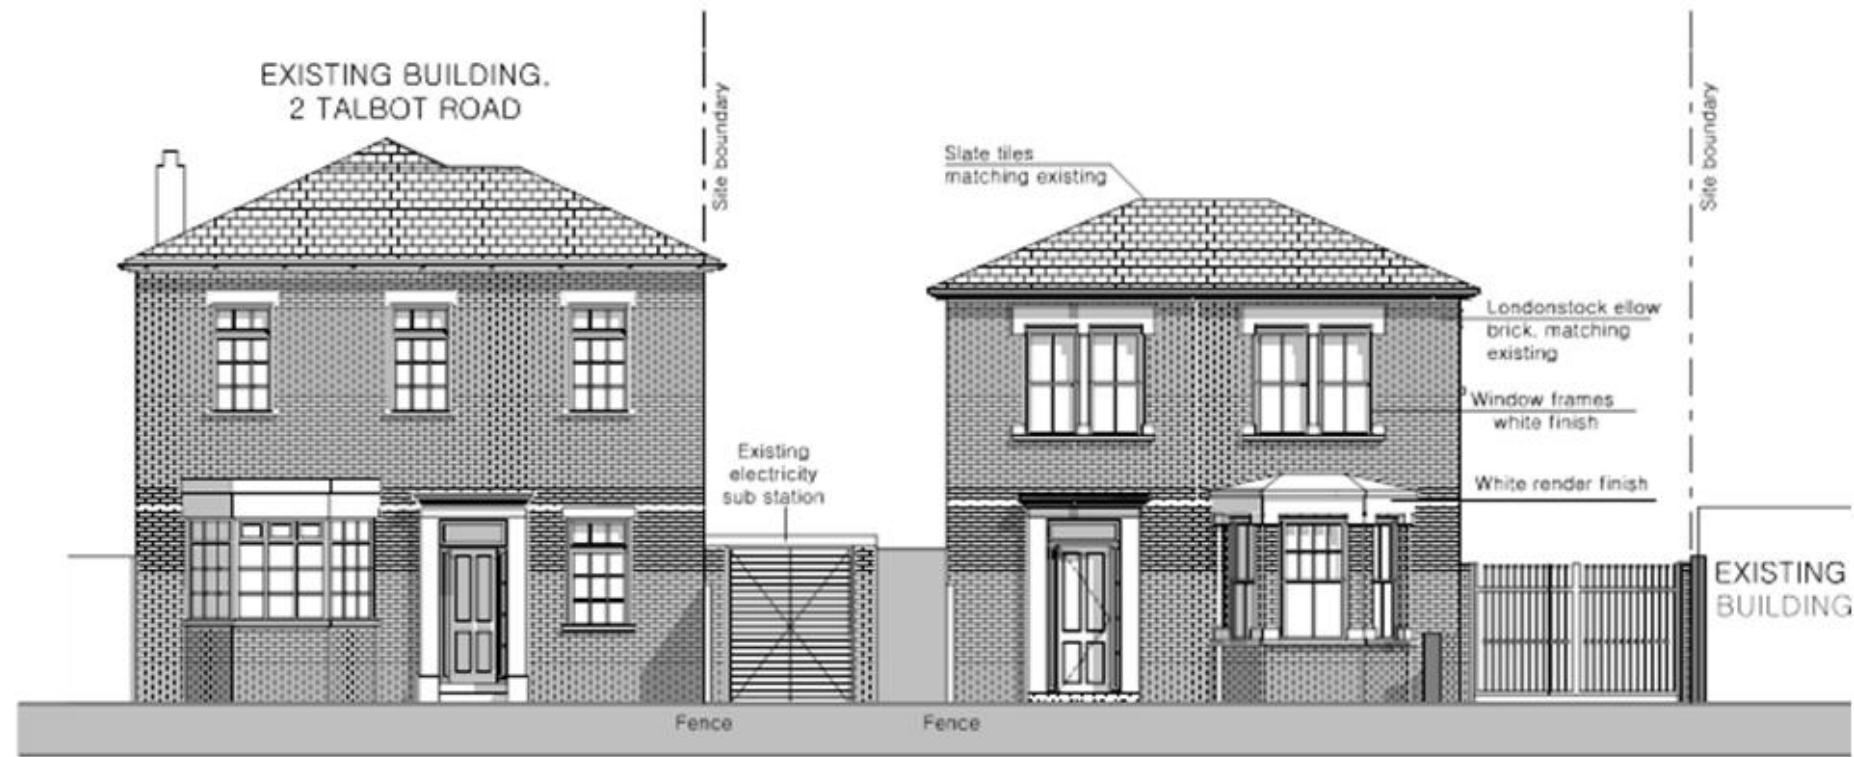 EXISTING BUILDING.
2 TALBOT ROAD
Site boundary
Slate tiles
matching existing
Site boundary
Londonstock ellow
brick. matching
existing
Window frames
white finish
Existing
electricity
sub station
White render finish
EXISTING
BUILDING
Fence
Fence